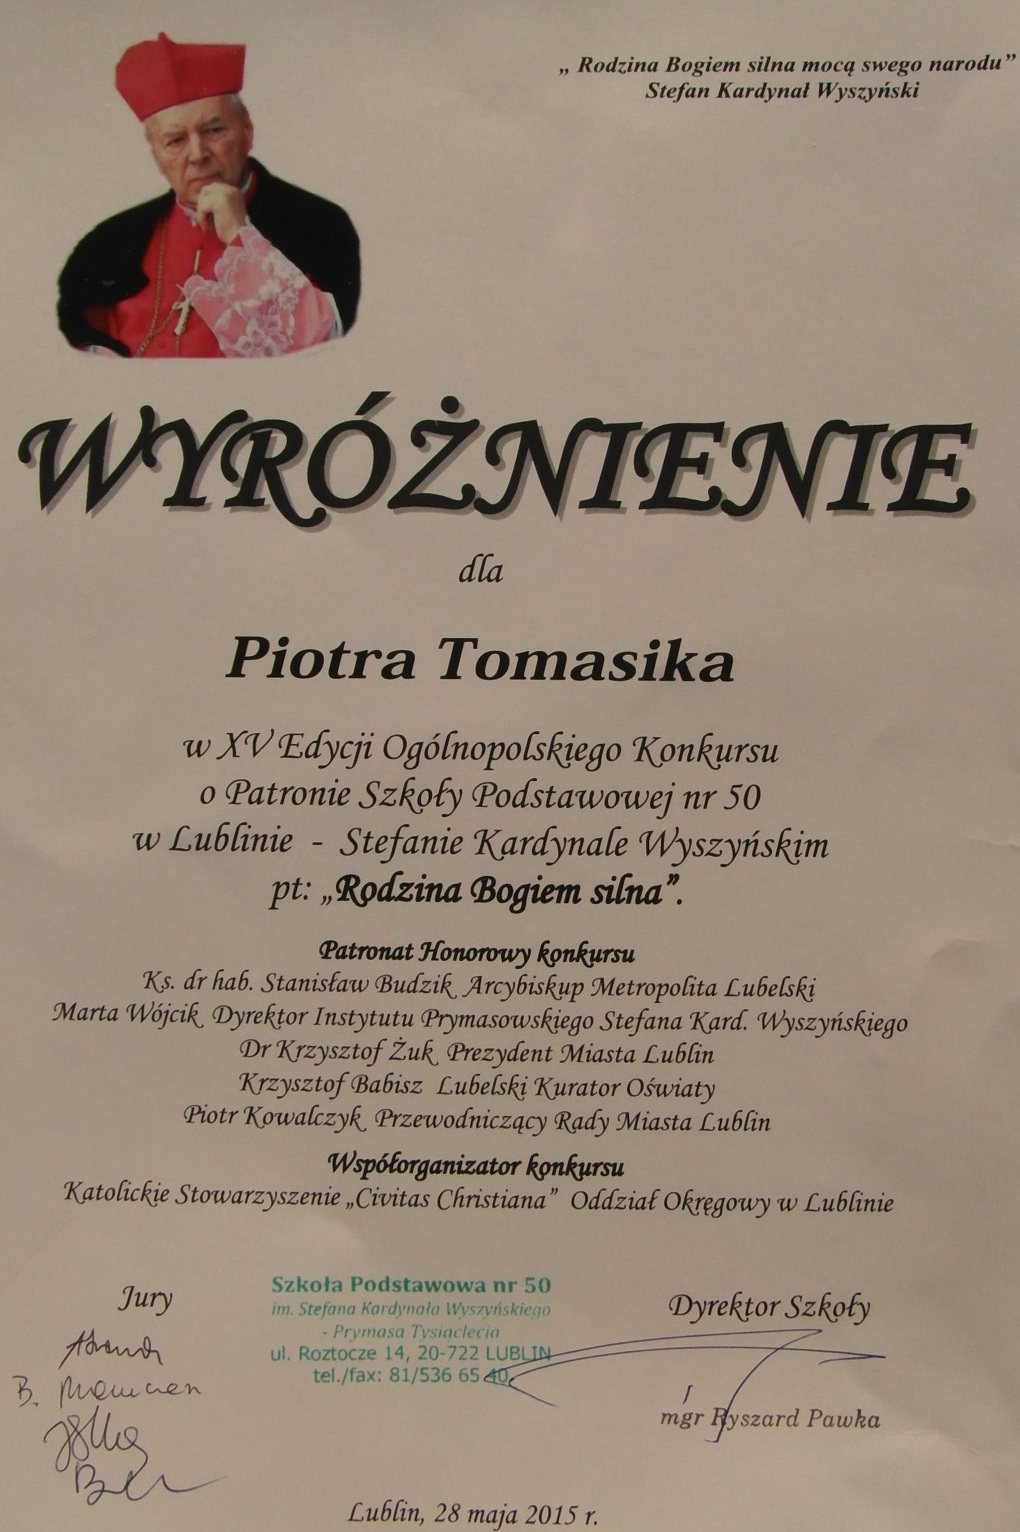 „ Rodzina Bogiem silna mocą swego narodu”
Stefan Kardynał Wyszyński
WYRÓŻNIENIE
dla
Piotra Tomasika
w XV Edycji Ogólnopolskiego Konkursu
o Patronie Szkoły Podstawowej nr 50
w Lublinie - Stefanie Kardynale Wyszyńskim
pt: „Rodzina Bogiem silna”.
Patronat Honorowy konkursu
Ks. dr hab. Stanisław Budzik Arcybiskup Metropolita Lubelski
Marta Wójcik Dyrektor Instytutu Prymasowskiego Stefana Kard. Wyszyńskiego
Dr Krzysztof Żuk Prezydent Miasta Lublin
Krzysztof Babisz Lubelski Kurator Oświaty
Piotr Kowalczyk Przewodniczący Rady Miasta Lublin
Współorganizator konkursu
Katolickie Stowarzyszenie „Civitas Christiana” Oddział Okręgowy w Lublinie
Jury
Szkoła Podstawowa nr 50
im. Stefana Kardynała Wyszyńskiego
- Prymasa Tysiąclecia
ul. Roztocze 14, 20-722 LUBLIN
tel./fax: 81/536 65 40
Dyrektor Szkoły
mgr Ryszard Pawka
Lublin, 28 maja 2015 r.